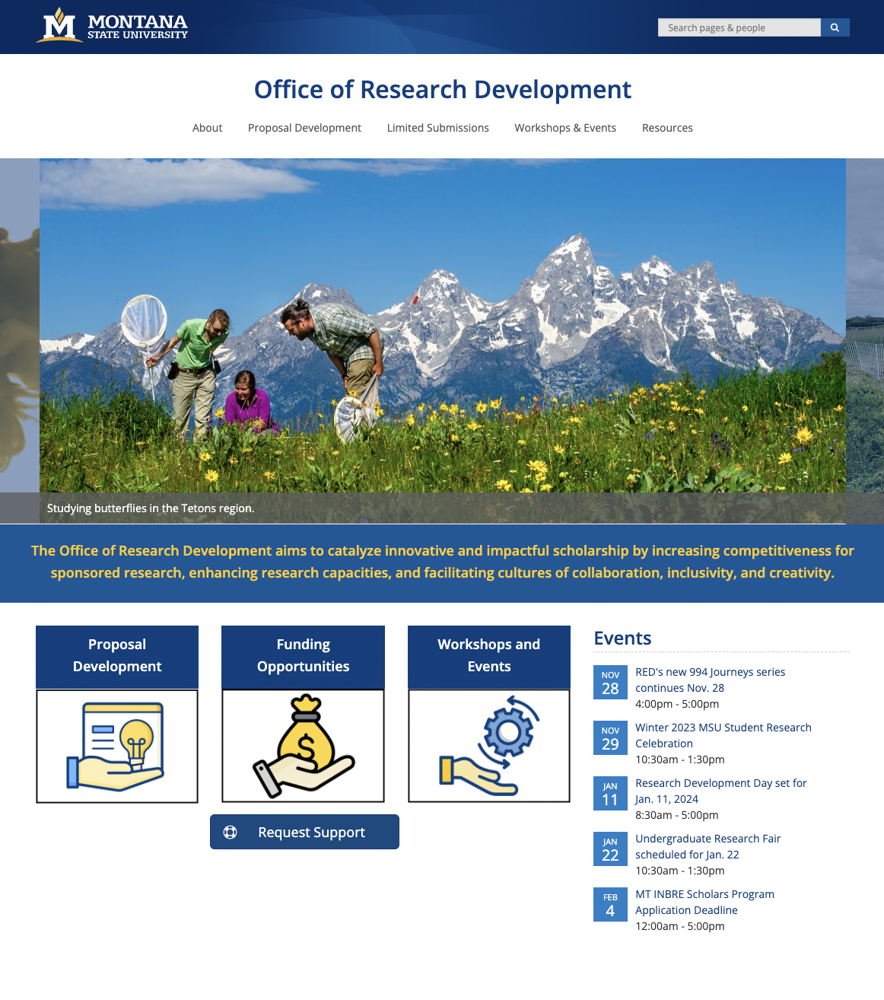 MONTANA
STATE UNIVERSITY
Search pages & people
Office of Research Development
About Proposal Development Limited Submissions Workshops & Events Resources
Studying butterflies in the Tetons region.
The Office of Research Development aims to catalyze innovative and impactful scholarship by increasing competitiveness for
sponsored research, enhancing research capacities, and facilitating cultures of collaboration, inclusivity, and creativity.
Proposal
Development
Funding
Opportunities
$
Workshops and
Events
Request Support
Events
NOV
28
RED's new 994 Journeys series
continues Nov. 28
4:00pm - 5:00pm
NOV
29
Winter 2023 MSU Student Research
Celebration
10:30am - 1:30pm
JAN
11
Research Development Day set for
Jan. 11, 2024
8:30am - 5:00pm
JAN
22
Undergraduate Research Fair
scheduled for Jan. 22
10:30am - 1:30pm
FEB
4
MT INBRE Scholars Program
Application Deadline
12:00am - 5:00pm